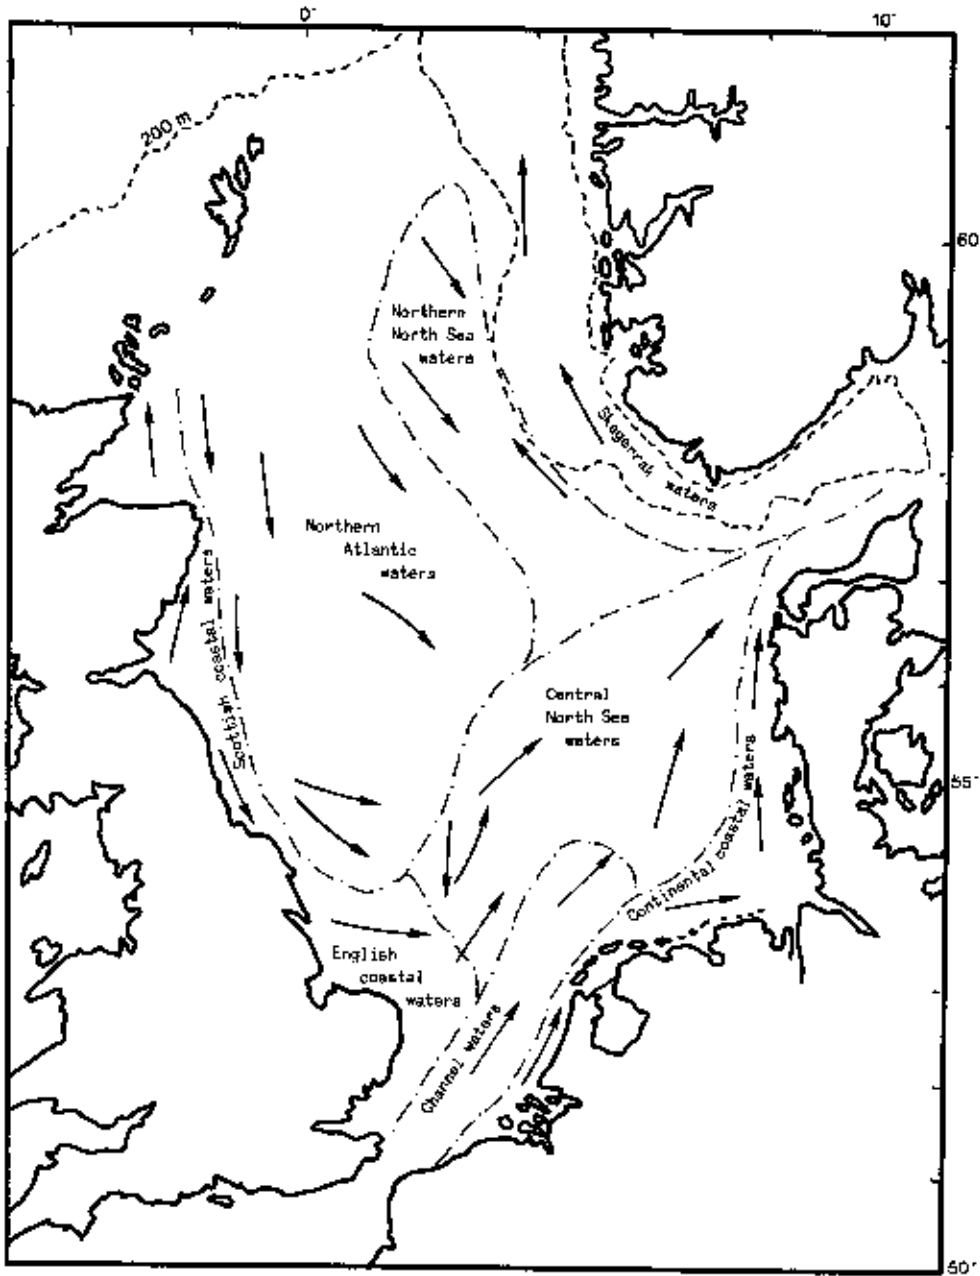 0°
10°
200 m
60°
Northern
North Sea
waters
Skagerrak waters
Northern
Atlantic
waters
Scottish coastal waters
Central
North Sea
waters
55°
Continental coastal waters
English
coastal
waters
Channel waters
50°